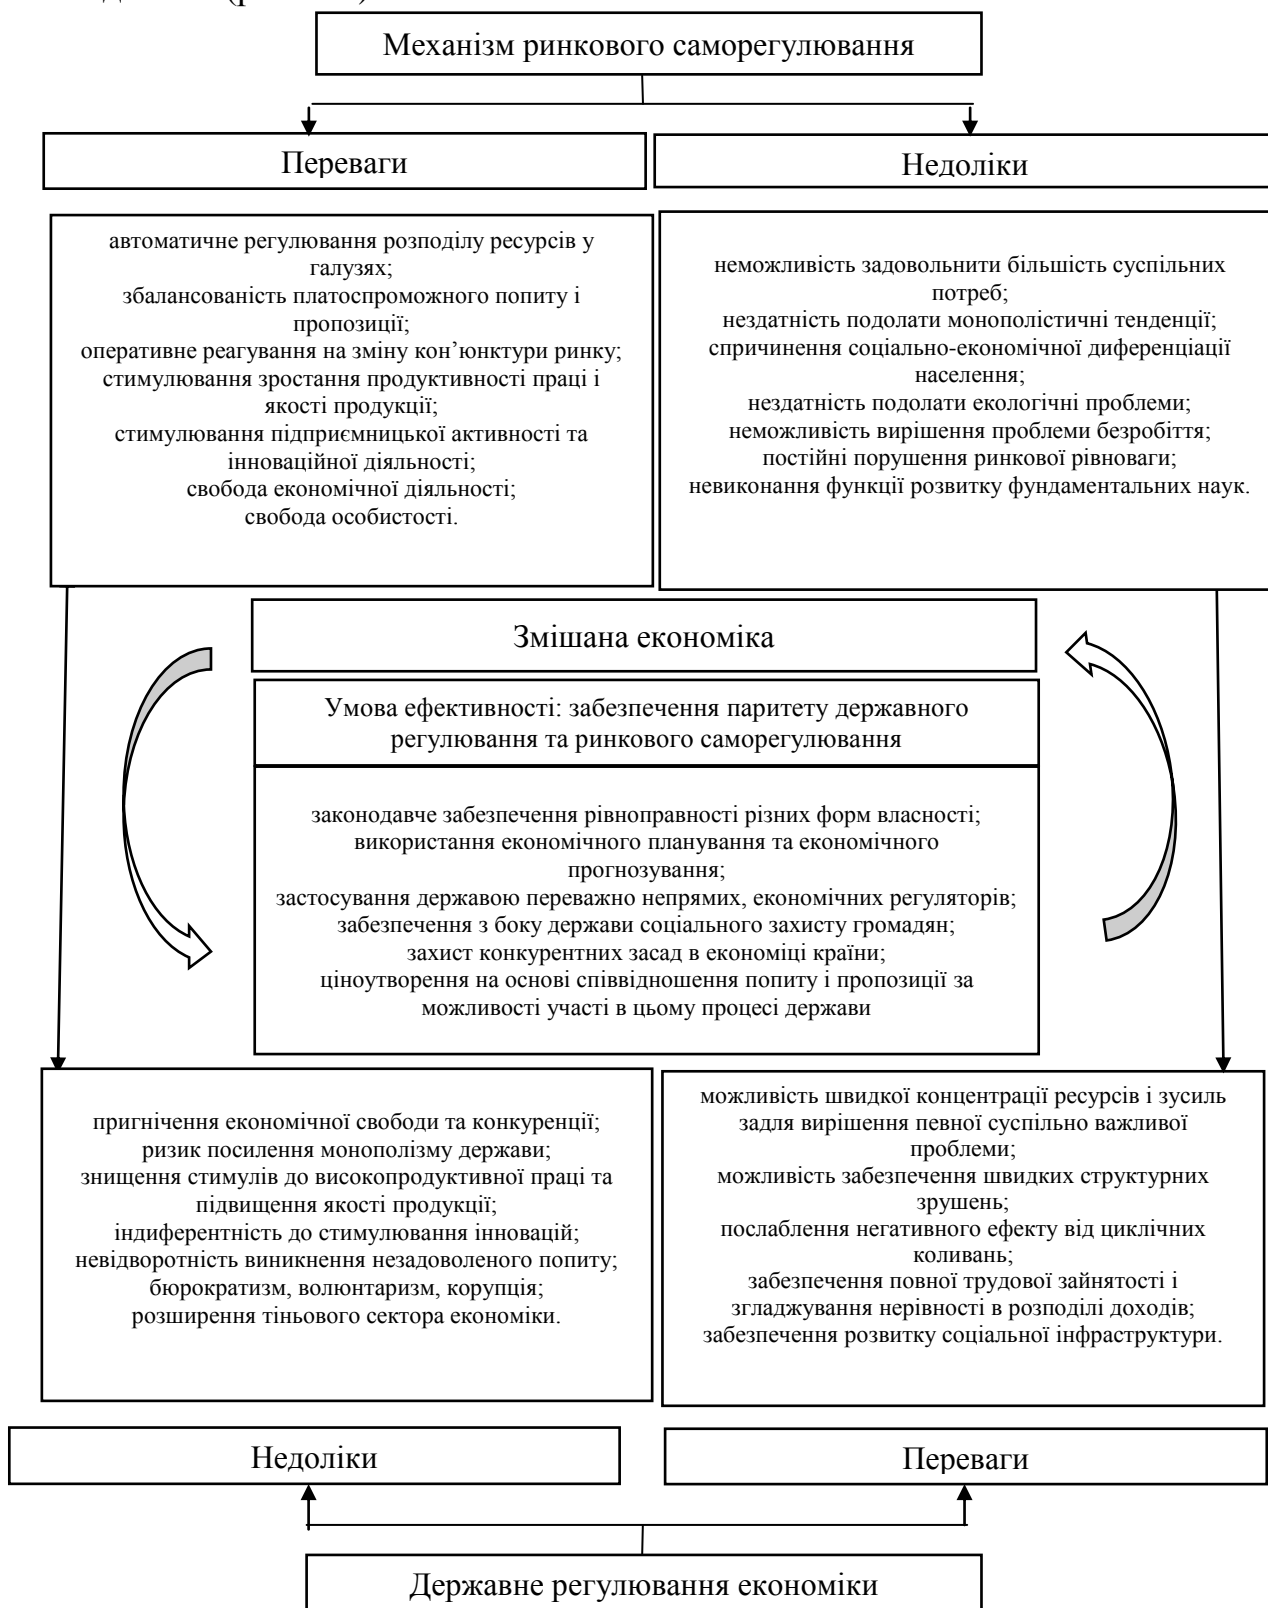 Механізм ринкового саморегулювання
Переваги
Недоліки
автоматичне регулювання розподілу ресурсів у
галузях;
збалансованість платоспроможного попиту і
пропозиції;
оперативне реагування на зміну кон’юнктури ринку;
стимулювання зростання продуктивності праці і
якості продукції;
стимулювання підприємницької активності та
інноваційної діяльності;
свобода економічної діяльності;
свобода особистості.
неможливість задовольнити більшість суспільних
потреб;
нездатність подолати монополістичні тенденції;
спричинення соціально-економічної диференціації
населення;
нездатність подолати екологічні проблеми;
неможливість вирішення проблеми безробіття;
постійні порушення ринкової рівноваги;
невиконання функції розвитку фундаментальних наук.
Змішана економіка
Умова ефективності: забезпечення паритету державного
регулювання та ринкового саморегулювання
законодавче забезпечення рівноправності різних форм власності;
використання економічного планування та економічного
прогнозування;
застосування державою переважно непрямих, економічних регуляторів;
забезпечення з боку держави соціального захисту громадян;
захист конкурентних засад в економіці країни;
ціноутворення на основі співвідношення попиту і пропозиції за
можливості участі в цьому процесі держави
пригнічення економічної свободи та конкуренції;
ризик посилення монополізму держави;
знищення стимулів до високопродуктивної праці та
підвищення якості продукції;
індиферентність до стимулювання інновацій;
невідворотність виникнення незадоволеного попиту;
бюрократизм, волюнтаризм, корупція;
розширення тіньового сектора економіки.
можливість швидкої концентрації ресурсів і зусиль
задля вирішення певної суспільно важливої
проблеми;
можливість забезпечення швидких структурних
зрушень;
послаблення негативного ефекту від циклічних
коливань;
забезпечення повної трудової зайнятості і
згладжування нерівності в розподілі доходів;
забезпечення розвитку соціальної інфраструктури.
Недоліки
Переваги
Державне регулювання економіки